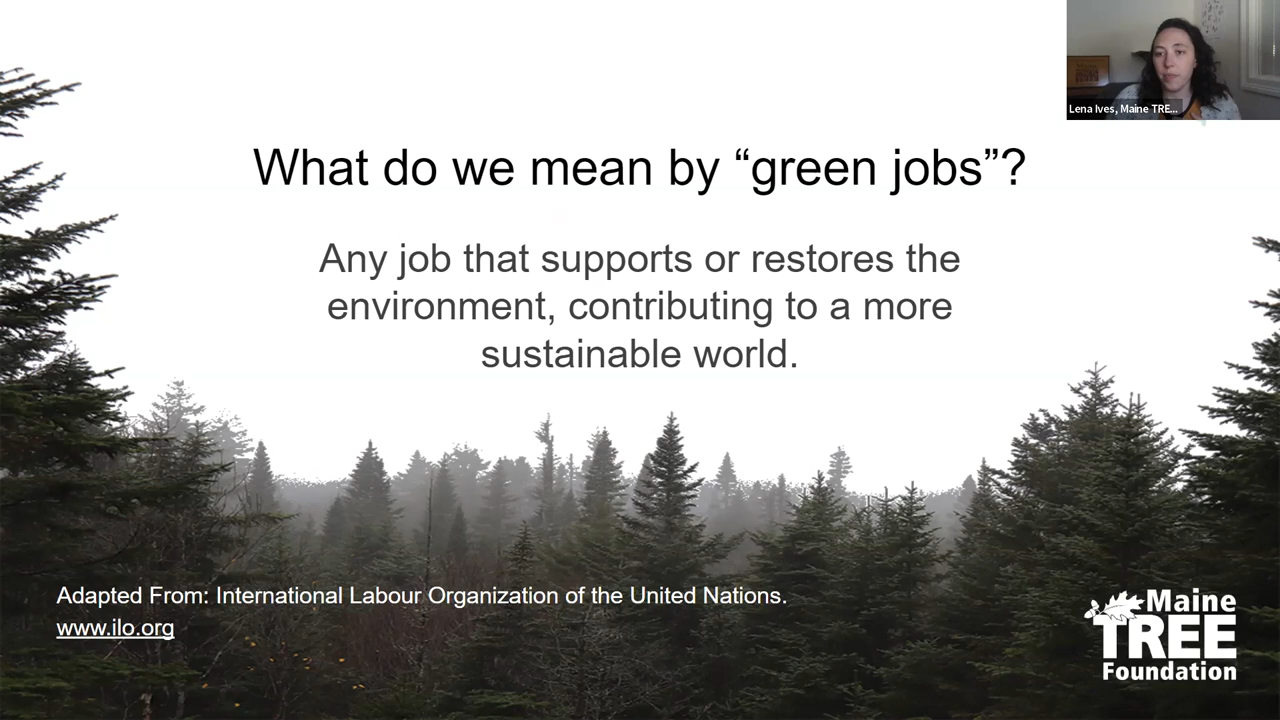 Lena Ives, Maine TRE...
What do we mean by “green jobs”?
Any job that supports or restores the
environment, contributing to a more
sustainable world.
Adapted From: International Labour Organization of the United Nations.
www.ilo.org
Maine
TREE
Foundation